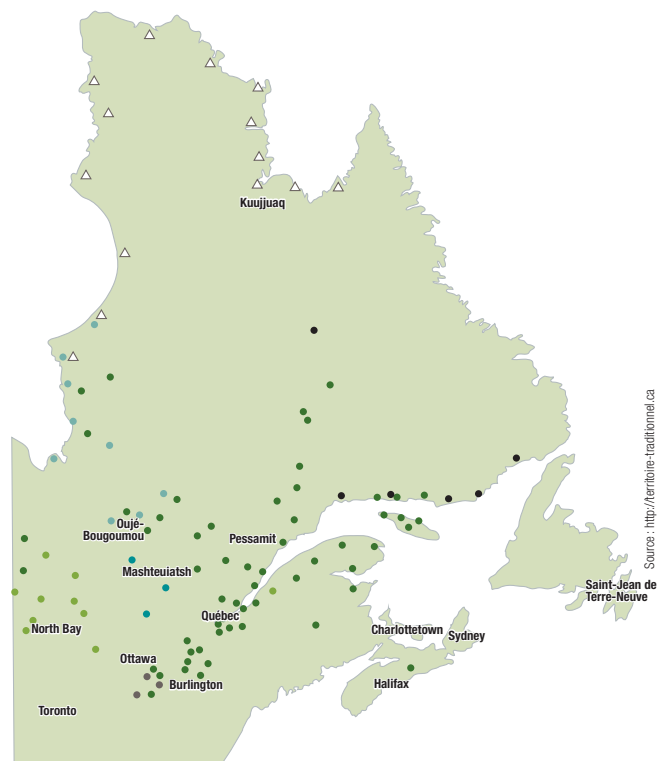 Kuujjuaq
Oujé-
Bougoumou
Pessamit
Mashteuiatsh
Québec
North Bay
Ottawa
Burlington
Toronto
Charlottetown
Sydney
Halifax
Saint-Jean de
Terre-Neuve
Source : http://territoire-traditionnel.ca